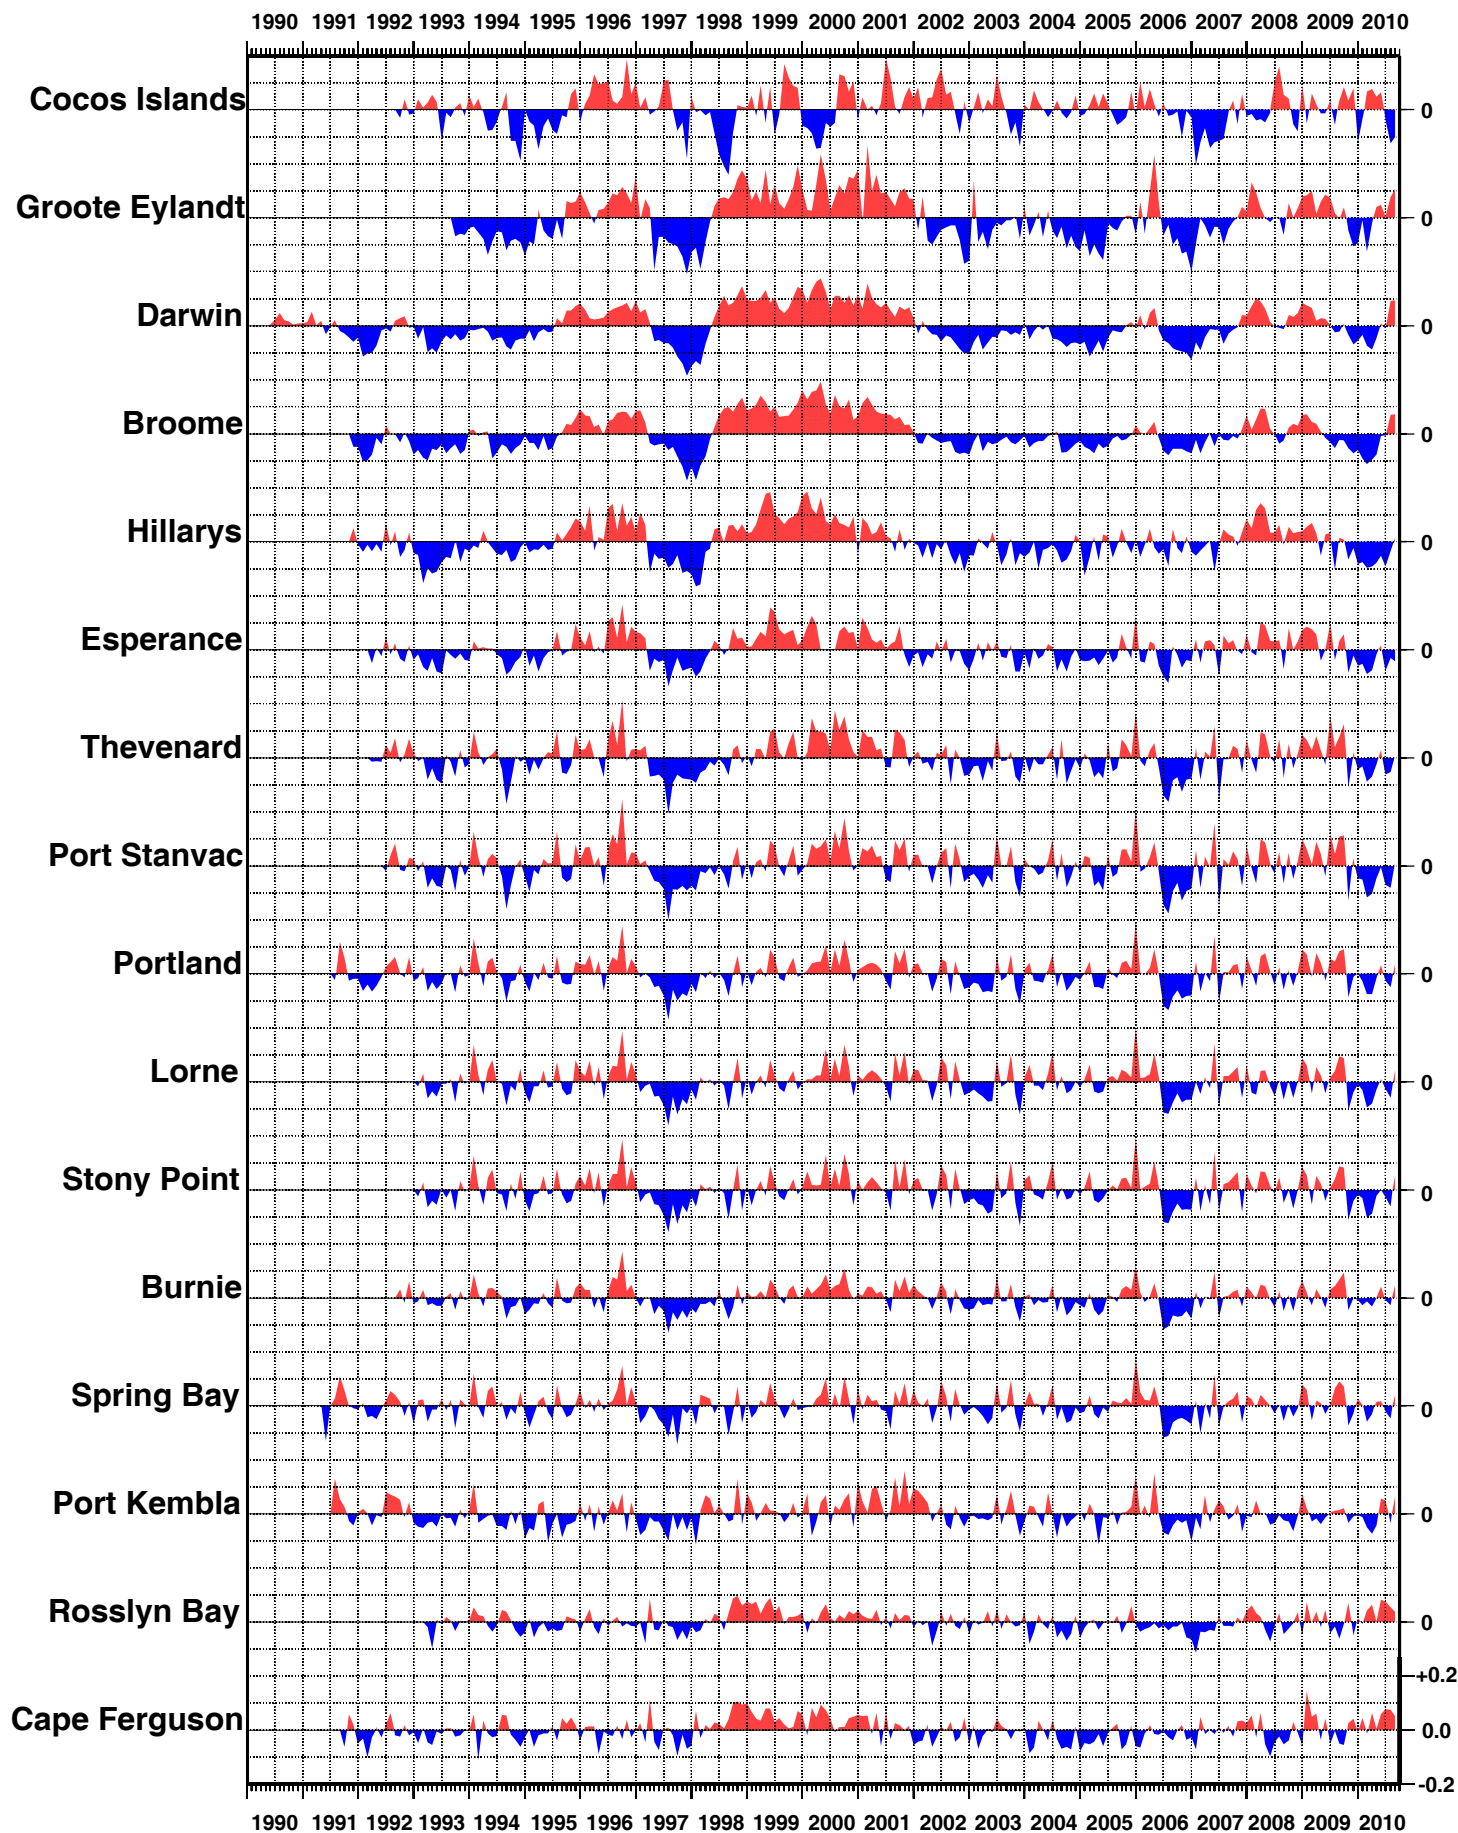 1990 1991 1992 1993 1994 1995 1996 1997 1998 1999 2000 2001 2002 2003 2004 2005 2006 2007 2008 2009 2010
Cocos Islands 0
Groote Eylandt 0
Darwin 0
Broome 0
Hillarys 0
Esperance 0
Thevenard 0
Port Stanvac 0
Portland 0
Lorne 0
Stony Point 0
Burnie 0
Spring Bay 0
Port Kembla 0
Rosslyn Bay 0
+0.2
Cape Ferguson 0.0
-0.2
1990 1991 1992 1993 1994 1995 1996 1997 1998 1999 2000 2001 2002 2003 2004 2005 2006 2007 2008 2009 2010